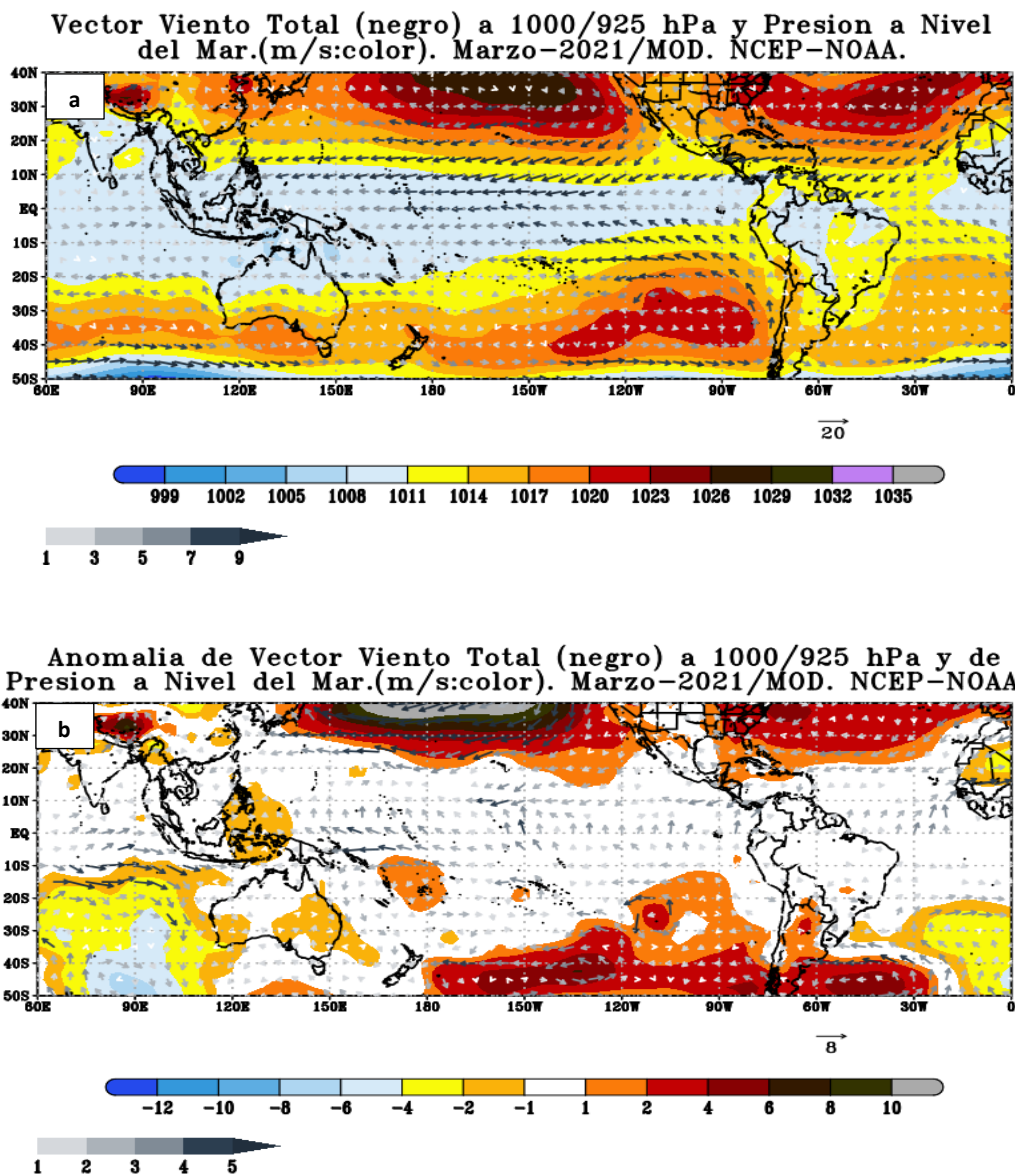 Vector Viento Total (negro) a 1000/925 hPa y Presion a Nivel
del Mar.(m/s:color). Marzo-2021/MOD. NCEP-NOAA.
a
40N
30N
20N
10N
EQ
10S
20S
30S
40S
50S
60E 90E 120E 150E 180 150W 120W 90W 60W 30W 0
20
999 1002 1005 1008 1011 1014 1017 1020 1023 1026 1029 1032 1035
1 3 5 7 9
Anomalia de Vector Viento Total (negro) a 1000/925 hPa y de
Presion a Nivel del Mar.(m/s:color). Marzo-2021/MOD. NCEP-NOAA
b
40N
30N
20N
10N
EQ
10S
20S
30S
40S
50S
60E 90E 120E 150E 180 150W 120W 90W 60W 30W 0
8
-12 -10 -8 -6 -4 -2 -1 1 2 4 6 8 10
1 2 3 4 5